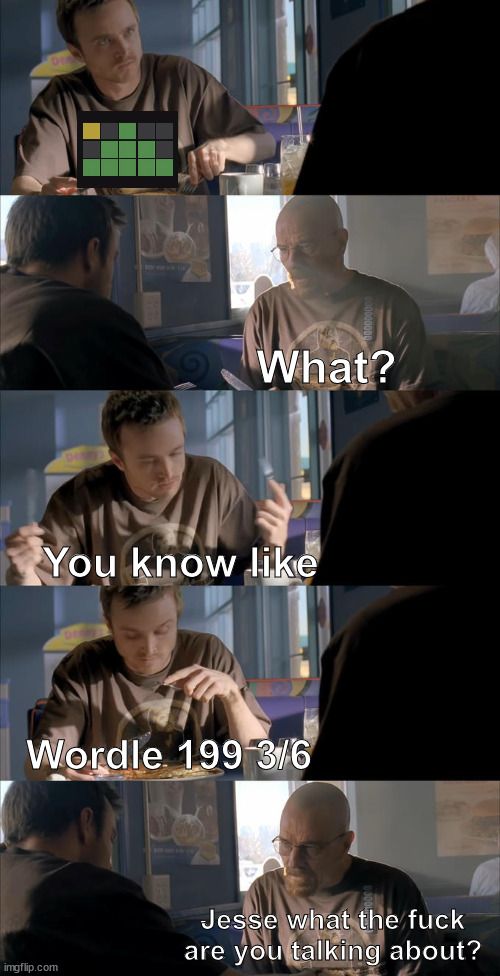 What?
You know like
Wordle 199 3/6
Jesse what the fuck
are you talking about?
imgflip.com